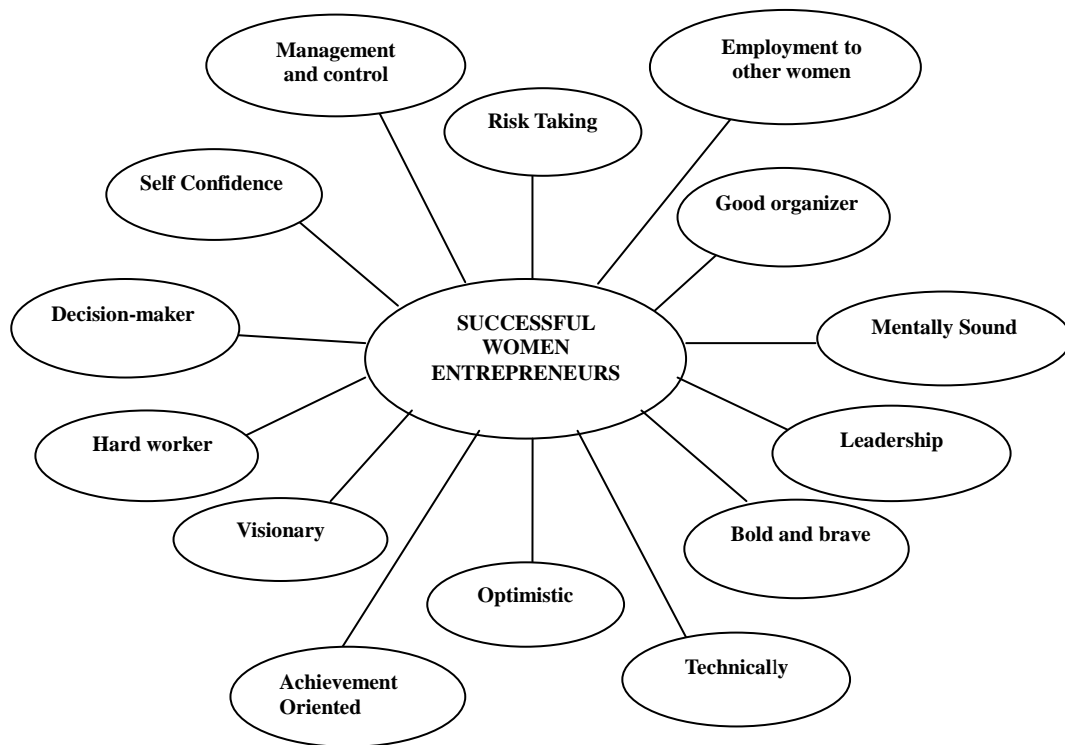 Management
and control
Employment to
other women
Risk Taking
Self Confidence
Good organizer
Decision-maker
SUCCESSFUL
WOMEN
ENTREPRENEURS
Mentally Sound
Hard worker
Leadership
Visionary
Bold and brave
Optimistic
Achievement
Oriented
Technically